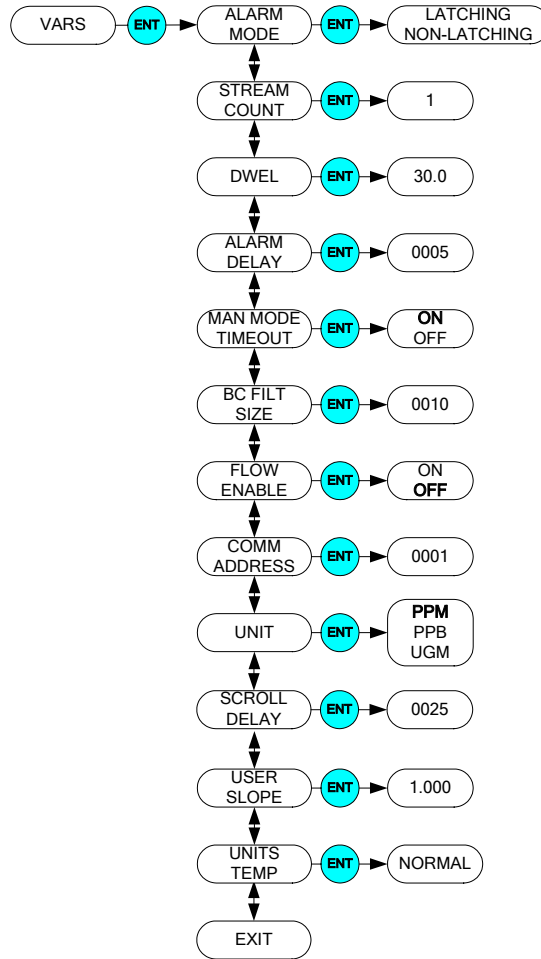 VARS
ENT
ALARM
MODE
ENT
LATCHING
NON-LATCHING
STREAM
COUNT
ENT
1
DWEL
ENT
30.0
ALARM
DELAY
ENT
0005
MAN MODE
TIMEOUT
ENT
ON
OFF
BC FILT
SIZE
ENT
0010
FLOW
ENABLE
ENT
ON
OFF
COMM
ADDRESS
ENT
0001
UNIT
ENT
PPM
PPB
UGM
SCROLL
DELAY
ENT
0025
USER
SLOPE
ENT
1.000
UNITS
TEMP
ENT
NORMAL
EXIT